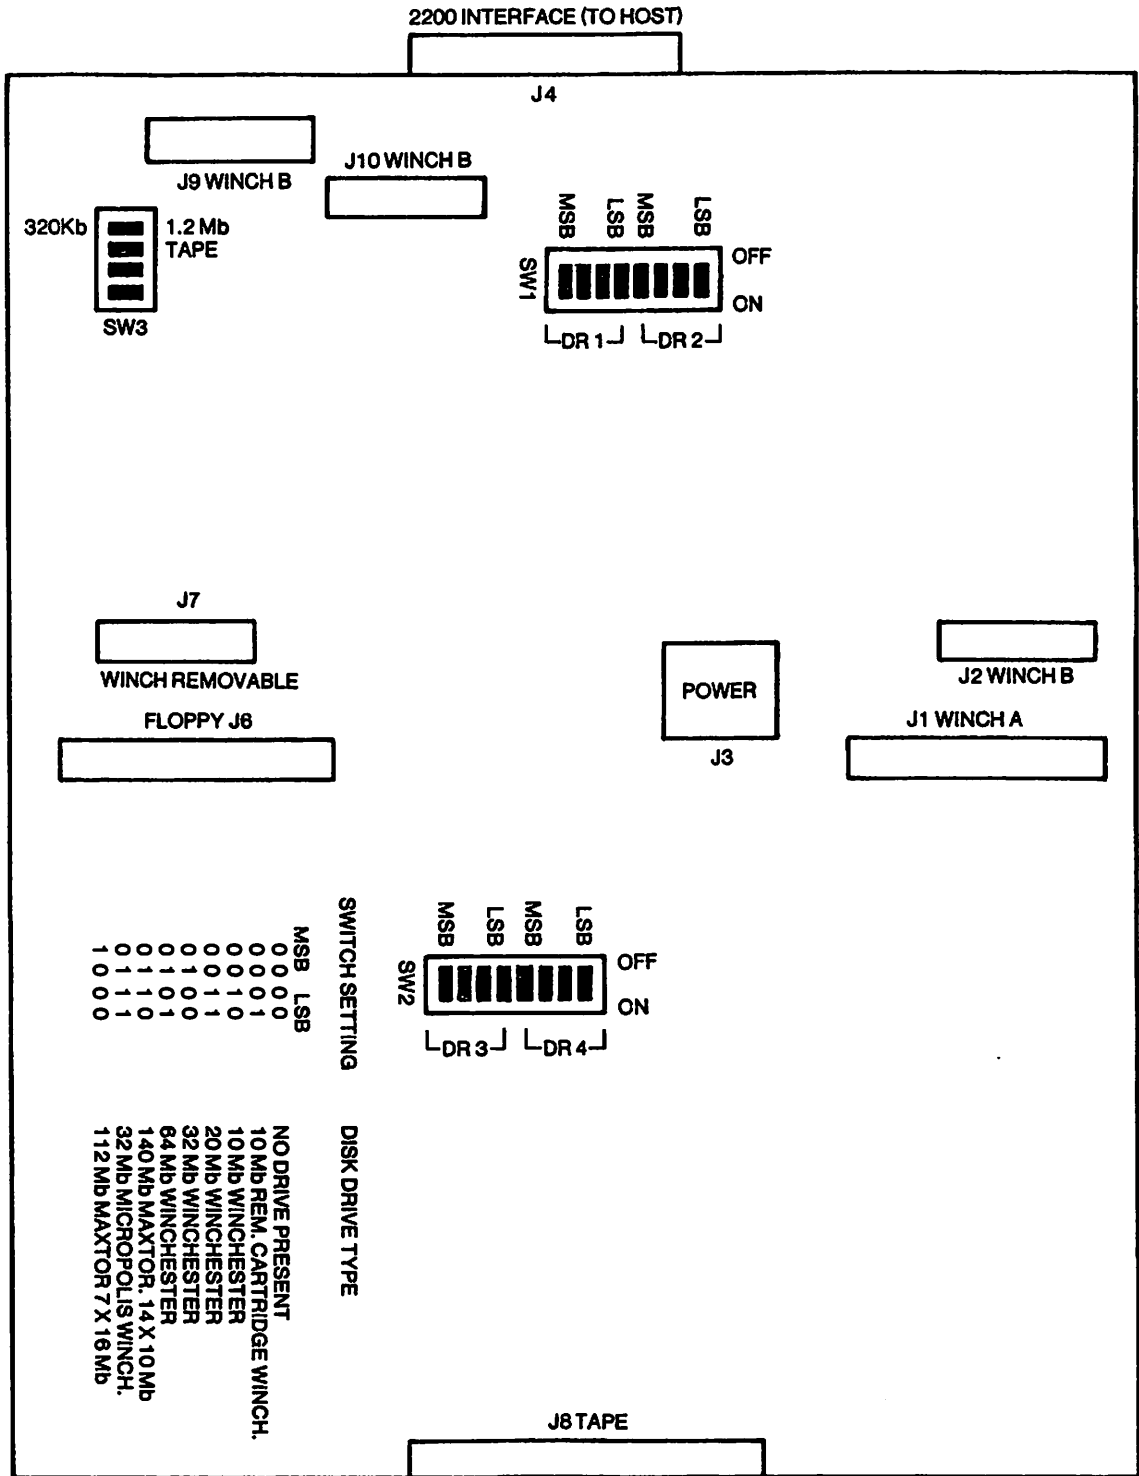 2200 INTERFACE (TO HOST)
J4
J9 WINCH B
J10 WINCH B
320Kb
1.2 Mb
TAPE
SW3
MSB LSB MSB LSB
SW1
OFF
ON
DR 1 DR 2
J7
WINCH REMOVABLE
FLOPPY J6
POWER
J3
J2 WINCH B
J1 WINCH A
MSB LSB MSB LSB
SW2
OFF
ON
DR 3 DR 4
SWITCH SETTING DISK DRIVE TYPE
MSB LSB
0 0 0 0 NO DRIVE PRESENT
0 0 0 1 10 Mb REM. CARTRIDGE WINCH.
0 0 1 0 10 Mb WINCHESTER
0 0 1 1 20 Mb WINCHESTER
0 1 0 0 32 Mb WINCHESTER
0 1 0 1 64 Mb WINCHESTER
0 1 1 0 140 Mb MAXTOR. 14 X 10 Mb
0 1 1 1 32 Mb MICROPOLIS WINCH.
1 0 0 0 112 Mb MAXTOR 7 X 16 Mb
J8 TAPE